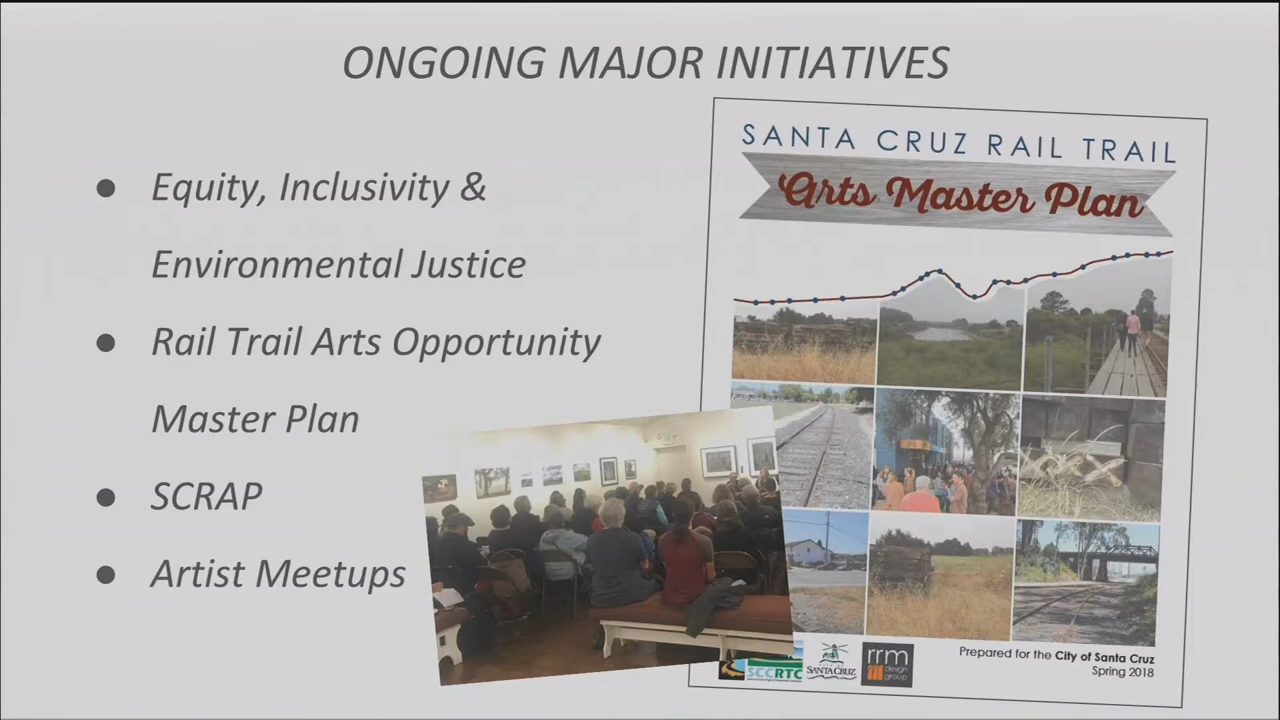 ONGOING MAJOR INITIATIVES
● Equity, Inclusivity &
Environmental Justice
● Rail Trail Arts Opportunity
Master Plan
● SCRAP
● Artist Meetups
SANTA CRUZ RAIL TRAIL
Arts Master Plan
SCCRTC
SANTA CRUZ
rrm
design
group
Prepared for the City of Santa Cruz
Spring 2018